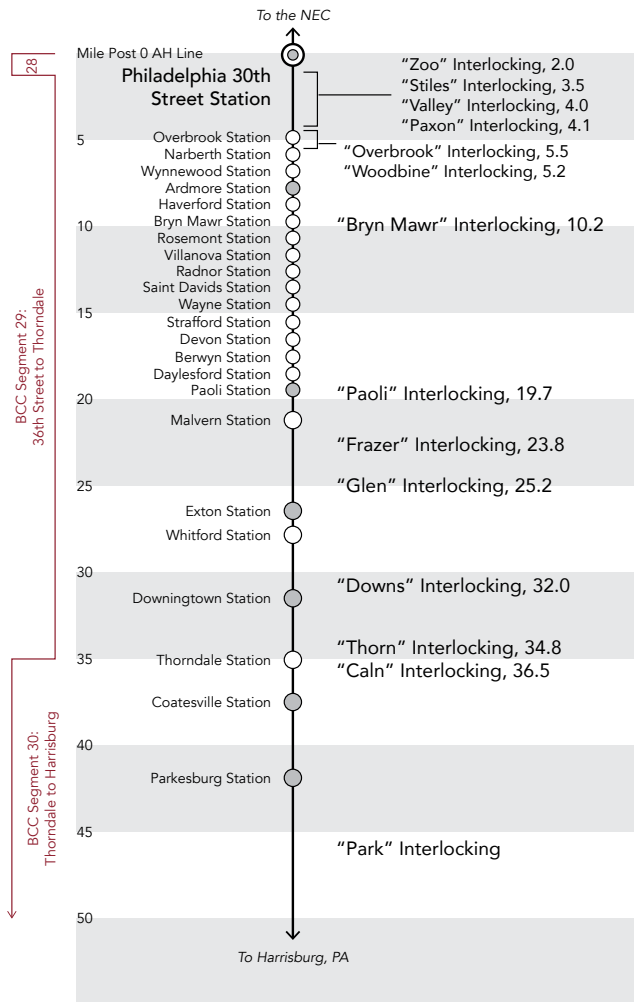 To the NEC
Mile Post 0 AH Line
28
Philadelphia 30th
Street Station
"Zoo" Interlocking, 2.0
"Stiles" Interlocking, 3.5
"Valley" Interlocking, 4.0
"Paxon" Interlocking, 4.1
5
Overbrook Station
"Overbrook" Interlocking, 5.5
Narberth Station
Wynnewood Station
"Woodbine" Interlocking, 5.2
Ardmore Station
Haverford Station
Bryn Mawr Station
10
"Bryn Mawr" Interlocking, 10.2
Rosemont Station
Villanova Station
Radnor Station
Saint Davids Station
Wayne Station
15
Strafford Station
Devon Station
Berwyn Station
Daylesford Station
Paoli Station
"Paoli" Interlocking, 19.7
20
Malvern Station
"Frazer" Interlocking, 23.8
25
"Glen" Interlocking, 25.2
Exton Station
Whitford Station
30
"Downs" Interlocking, 32.0
Downingtown Station
"Thorn" Interlocking, 34.8
35
Thorndale Station
"Caln" Interlocking, 36.5
Coatesville Station
40
Parkesburg Station
45
"Park" Interlocking
50
To Harrisburg, PA
BCC Segment 29:
36th Street to Thorndale
BCC Segment 30:
Thorndale to Harrisburg